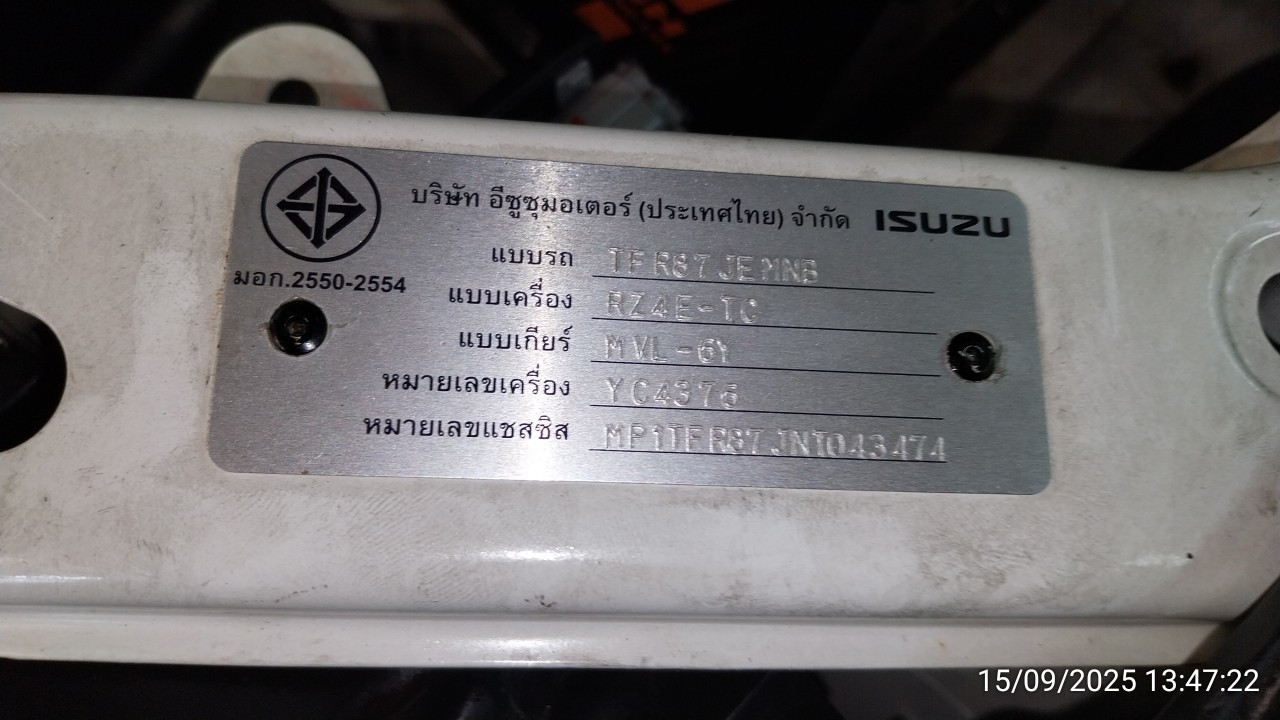 บริษัท อีซูซุมอเตอร์ (ประเทศไทย) จำกัด ISUZU
มอก.2550-2554
แบบรถ TFR87JEMNB
แบบเครื่อง RZ4E-TC
แบบเกียร์ MVL-6Y
หมายเลขเครื่อง YC4376
หมายเลขแชสซิส MP1TFR87JNT043474
15/09/2025 13:47:22